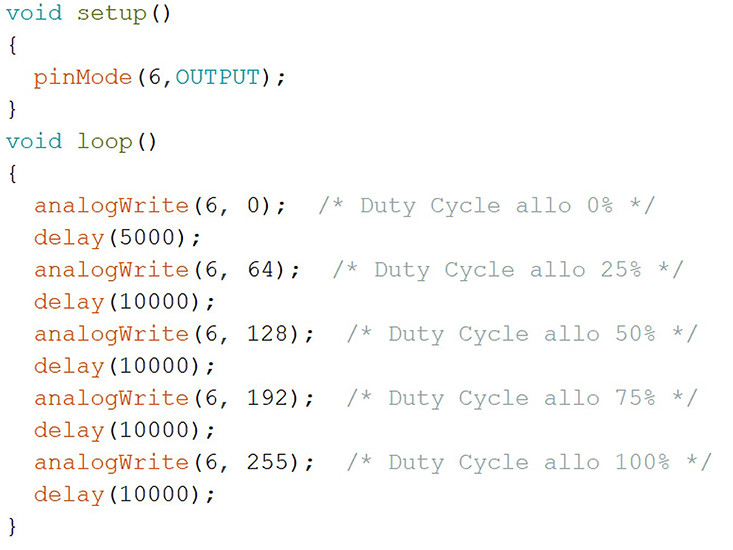 void setup()
{
  pinMode(6,OUTPUT);
}
void loop()
{
  analogWrite(6, 0);  /* Duty Cycle allo 0% */
  delay(5000);
  analogWrite(6, 64);  /* Duty Cycle allo 25% */
  delay(10000);
  analogWrite(6, 128);  /* Duty Cycle allo 50% */
  delay(10000);
  analogWrite(6, 192);  /* Duty Cycle allo 75% */
  delay(10000);
  analogWrite(6, 255);  /* Duty Cycle allo 100% */
  delay(10000);
}